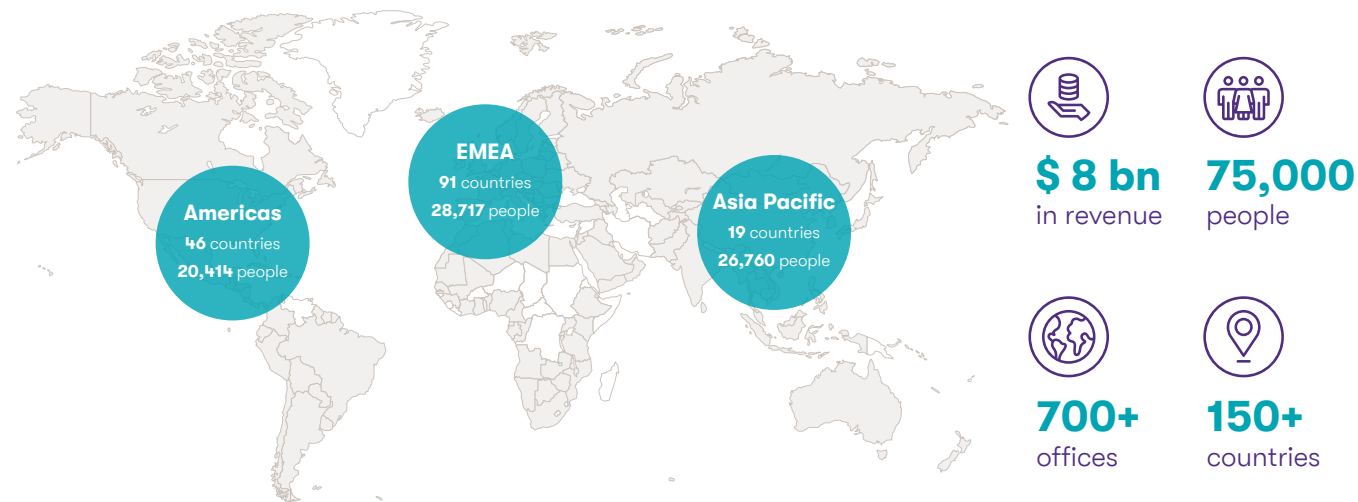 Americas
46 countries
20,414 people
EMEA
91 countries
28,717 people
Asia Pacific
19 countries
26,760 people
$ 8 bn
in revenue
75,000
people
700+
offices
150+
countries